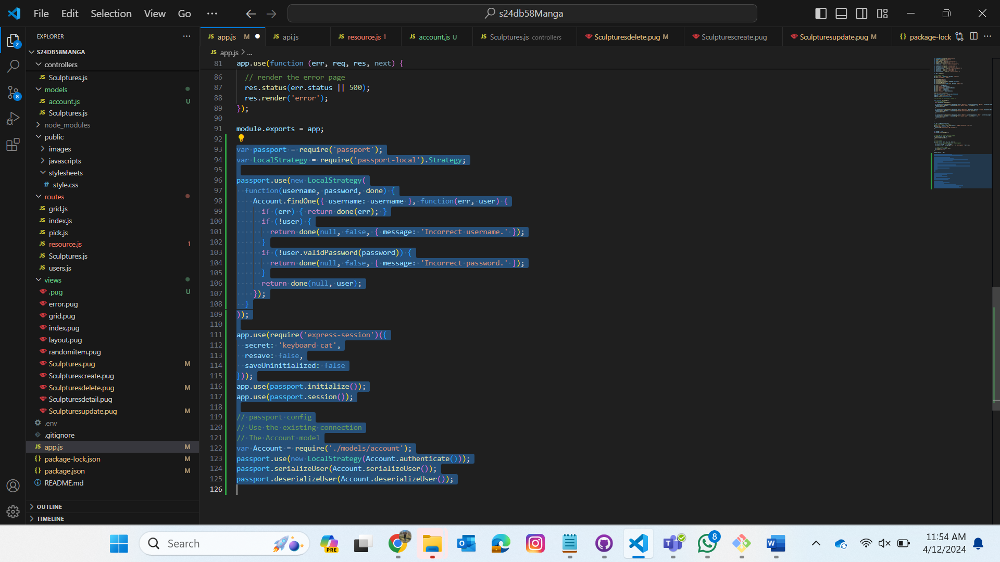 File Edit Selection View Go ... s24db58Manga
EXPLORER
S24DB58MANGA
controllers
Sculptures.js
models
account.js U
Sculptures.js
node_modules
public
images
javascripts
stylesheets
# style.css
routes
grid.js
index.js
pick.js
resource.js 1
Sculptures.js
users.js
views
.pug U
error.pug
grid.pug
index.pug
layout.pug
randomitem.pug
Sculptures.pug M
Sculpturescreate.pug
Sculpturesdelete.pug M
Sculpturesdetail.pug
Sculpturesupdate.pug M
.env
.gitignore
app.js M
package-lock.json M
package.json M
README.md
OUTLINE
TIMELINE
JS app.js M JS api.js JS resource.js 1 JS account.js U JS Sculptures.js controllers Sculpturesdelete.pug M Sculpturescreate.pug Sculpturesupdate.pug M {} package-lock
JS app.js > ...
81 app.use(function (err, req, res, next) {
86 // render the error page
87 res.status(err.status || 500);
88 res.render('error');
89 });
90
91 module.exports = app;
92
93 var passport = require('passport');
94 var LocalStrategy = require('passport-local').Strategy;
95
96 passport.use(new LocalStrategy(
97 function(username, password, done) {
98 Account.findOne({ username: username }, function(err, user) {
99 if (err) { return done(err); }
100 if (!user) {
101 return done(null, false, { message: 'Incorrect username.' });
102 }
103 if (!user.validPassword(password)) {
104 return done(null, false, { message: 'Incorrect password.' });
105 }
106 return done(null, user);
107 });
108 }
109 ));
110
111 app.use(require('express-session')({
112 secret: 'keyboard cat',
113 resave: false,
114 saveUninitialized: false
115 }));
116 app.use(passport.initialize());
117 app.use(passport.session());
118
119 // passport config
120 // Use the existing connection
121 // The Account model
122 var Account = require('./models/account');
123 passport.use(new LocalStrategy(Account.authenticate()));
124 passport.serializeUser(Account.serializeUser());
125 passport.deserializeUser(Account.deserializeUser());
126
2
8
Search
PRE
8
11:54 AM
4/12/2024